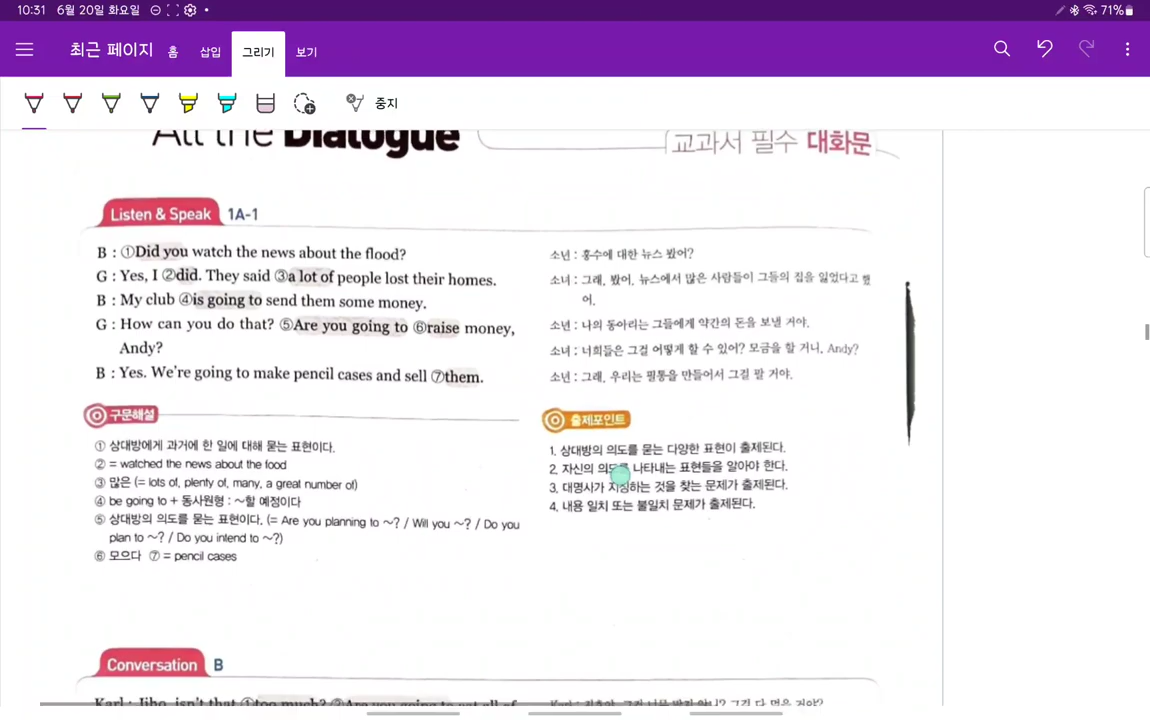 10:31 6월 20일 화요일 71%
최근 페이지 홈 삽입 그리기 보기
중지
All the Dialogue 교과서 필수 대화문
Listen & Speak 1A-1
B : ①Did you watch the news about the flood?
G : Yes, I ②did. They said ③a lot of people lost their homes.
B : My club ④is going to send them some money.
G : How can you do that? ⑤Are you going to ⑥raise money,
Andy?
B : Yes. We're going to make pencil cases and sell ⑦them.
소년 : 홍수에 대한 뉴스 봤어?
소녀 : 그래, 봤어. 뉴스에서 많은 사람들이 그들의 집을 잃었다고 했
어.
소년 : 나의 동아리는 그들에게 약간의 돈을 보낼 거야.
소녀 : 너희들은 그걸 어떻게 할 수 있어? 모금을 할 거니, Andy?
소년 : 그래, 우리는 필통을 만들어서 그걸 팔 거야.
구문해설
① 상대방에게 과거에 한 일에 대해 묻는 표현이다.
② = watched the news about the food
③ 많은(= lots of, plenty of, many, a great number of)
④ be going to + 동사원형 : ~할 예정이다
⑤ 상대방의 의도를 묻는 표현이다. (= Are you planning to ~? / Will you ~? / Do you
plan to ~? / Do you intend to ~?)
⑥ 모으다 ⑦ = pencil cases
출제포인트
1. 상대방의 의도를 묻는 다양한 표현이 출제된다.
2. 자신의 의도를 나타내는 표현들을 알아야 한다.
3. 대명사가 지칭하는 것을 찾는 문제가 출제된다.
4. 내용 일치 또는 불일치 문제가 출제된다.
Conversation B
Karl : Jiho, isn't that ①too much? ②Are you going to eat all of